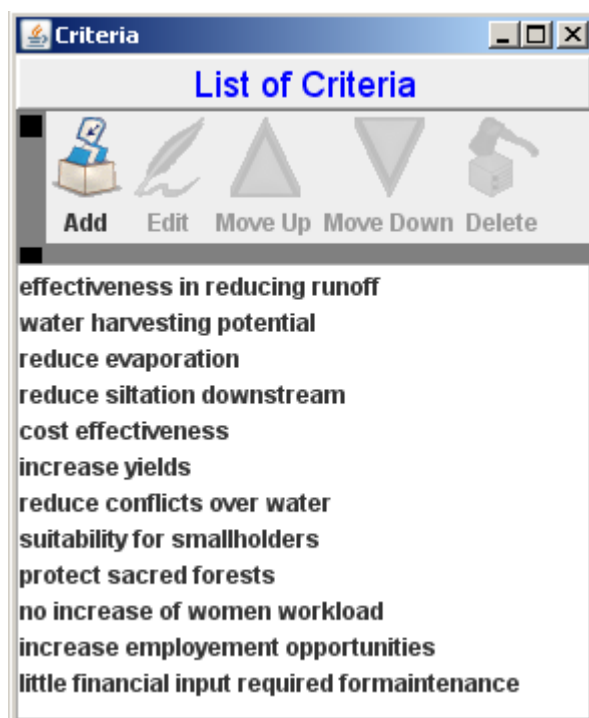 Criteria
List of Criteria
Add Edit Move Up Move Down Delete
effectiveness in reducing runoff
water harvesting potential
reduce evaporation
reduce siltation downstream
cost effectiveness
increase yields
reduce conflicts over water
suitability for smallholders
protect sacred forests
no increase of women workload
increase employement opportunities
little financial input required formaintenance